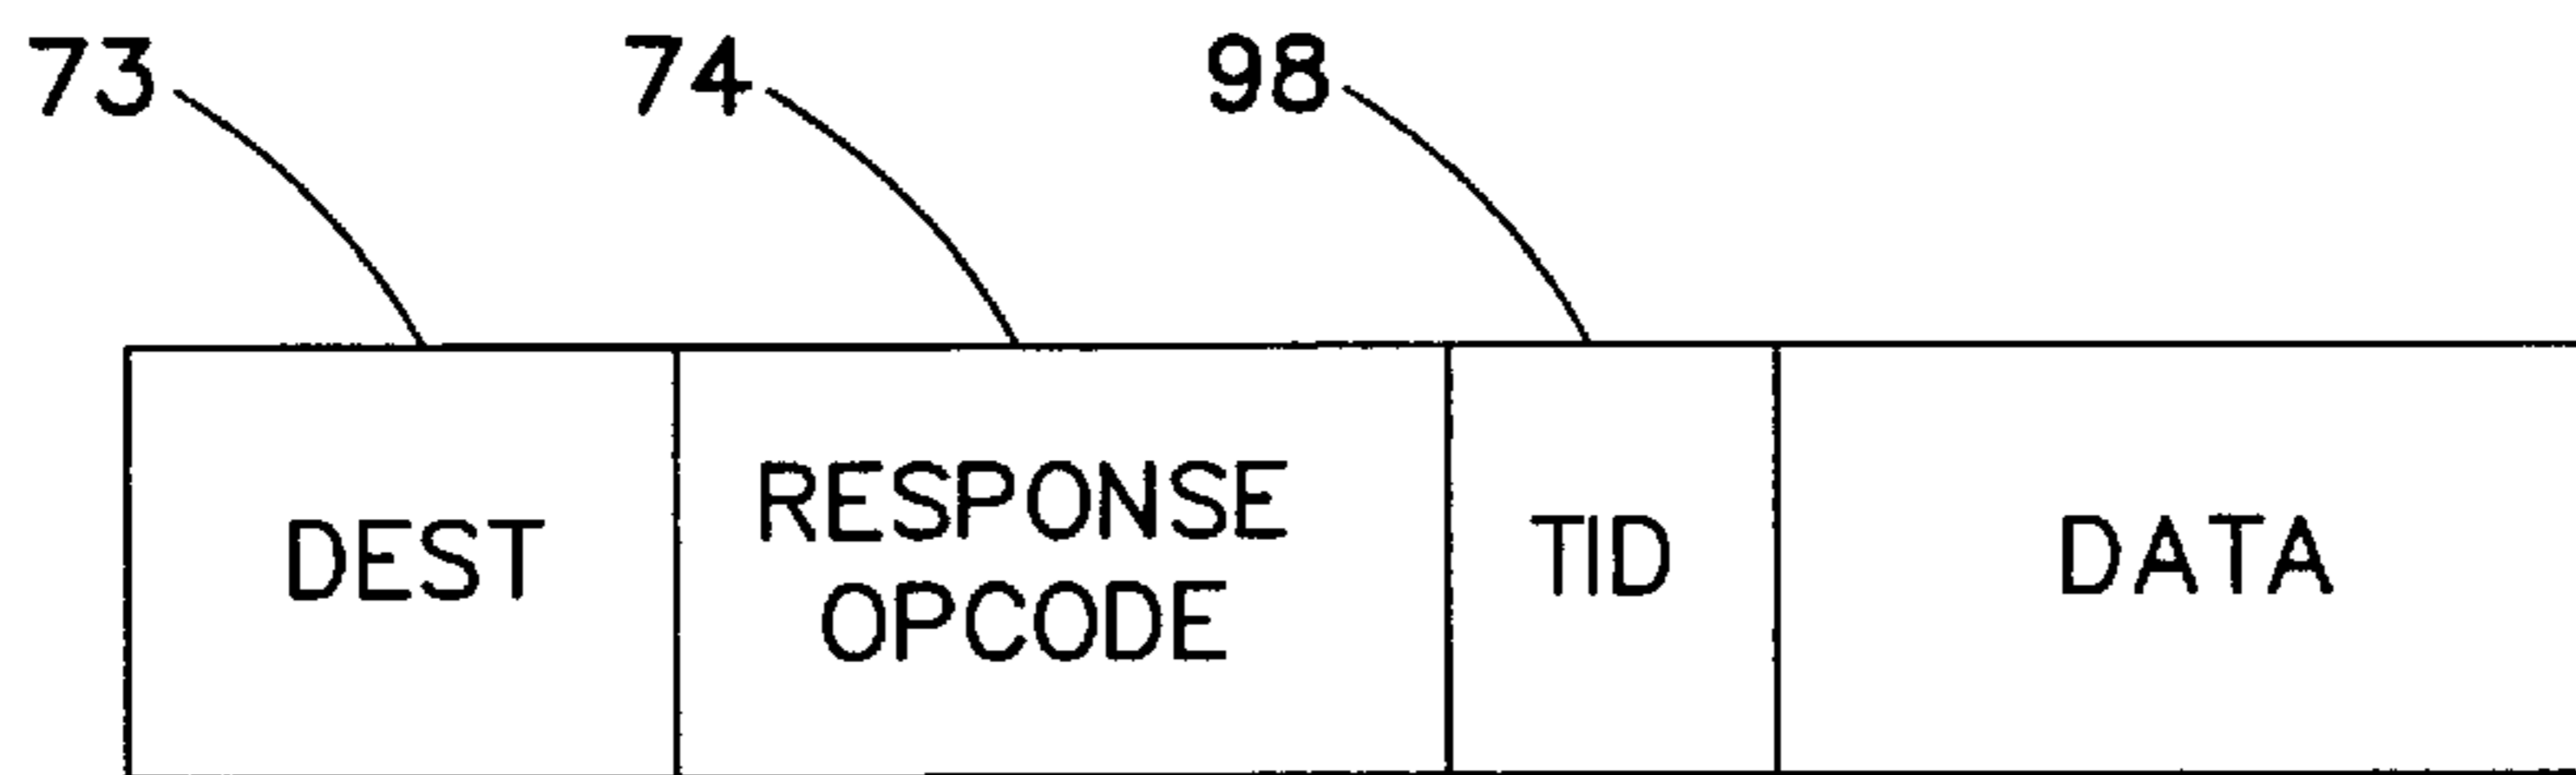 73 74 98
DEST
RESPONSE
OPCODE
TID
DATA